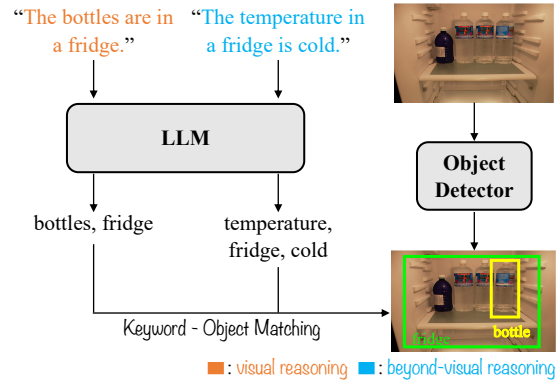 “The bottles are in
a fridge.”
“The temperature in
a fridge is cold.”
LLM
Object
Detector
bottles, fridge
temperature,
fridge, cold
fridge
bottle
Keyword - Object Matching
: visual reasoning
: beyond-visual reasoning